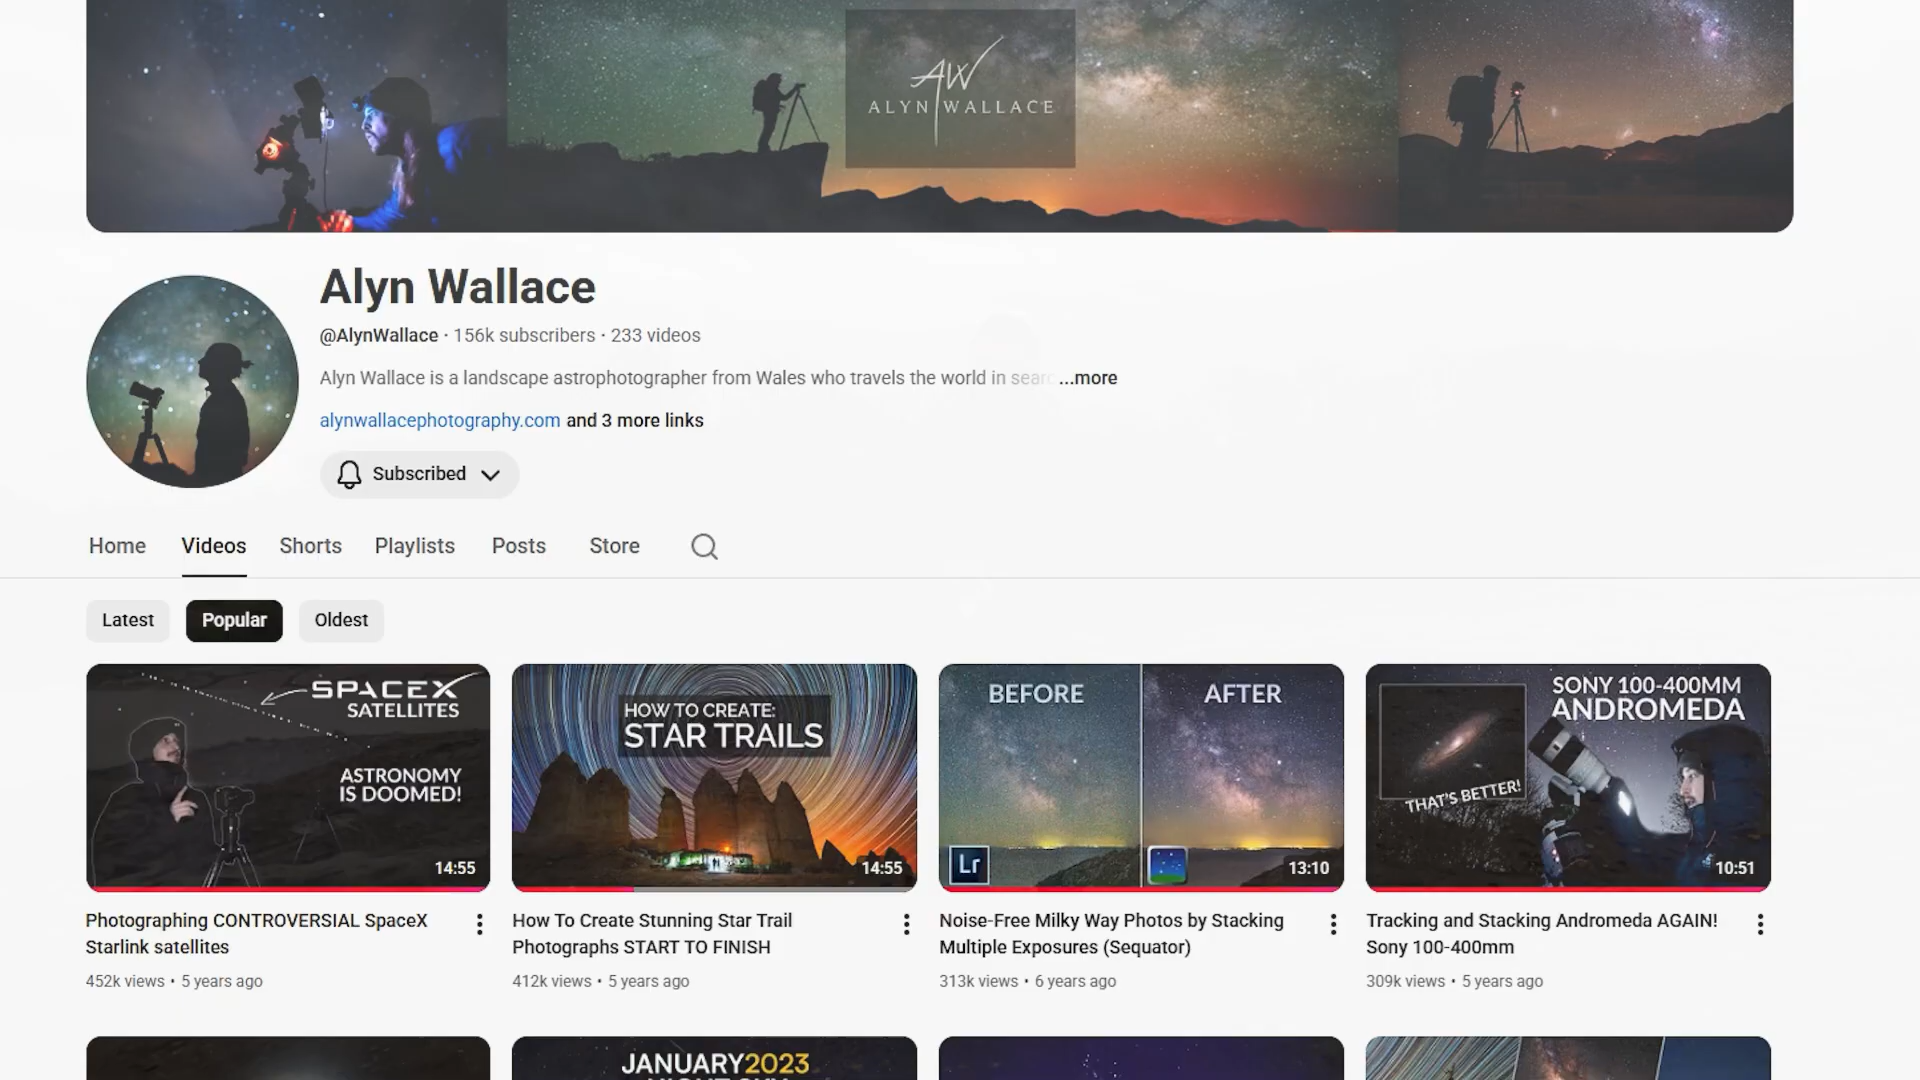 AW
ALYN WALLACE
Alyn Wallace
@AlynWallace · 156k subscribers · 233 videos
Alyn Wallace is a landscape astrophotographer from Wales who travels the world in sear ...more
alynwallacephotography.com and 3 more links
Subscribed
Home Videos Shorts Playlists Posts Store
Latest Popular Oldest
SPACEX
SATELLITES
ASTRONOMY
IS DOOMED!
14:55
HOW TO CREATE:
STAR TRAILS
14:55
BEFORE AFTER
Lr
13:10
SONY 100-400MM
ANDROMEDA
THAT'S BETTER!
10:51
Photographing CONTROVERSIAL SpaceX
Starlink satellites
452k views • 5 years ago
How To Create Stunning Star Trail
Photographs START TO FINISH
412k views • 5 years ago
Noise-Free Milky Way Photos by Stacking
Multiple Exposures (Sequator)
313k views • 6 years ago
Tracking and Stacking Andromeda AGAIN!
Sony 100-400mm
309k views • 5 years ago
JANUARY 2023